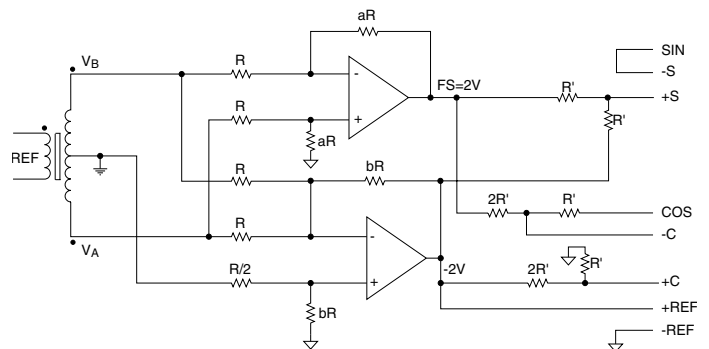 aR
V_B
R
SIN
-S
-
FS=2V
R'
+S
R
+
R'
aR
REF
R
bR
2R'
R'
COS
-C
R
-
V_A
R/2
+
-2V
R'
2R'
+C
bR
+REF
-REF